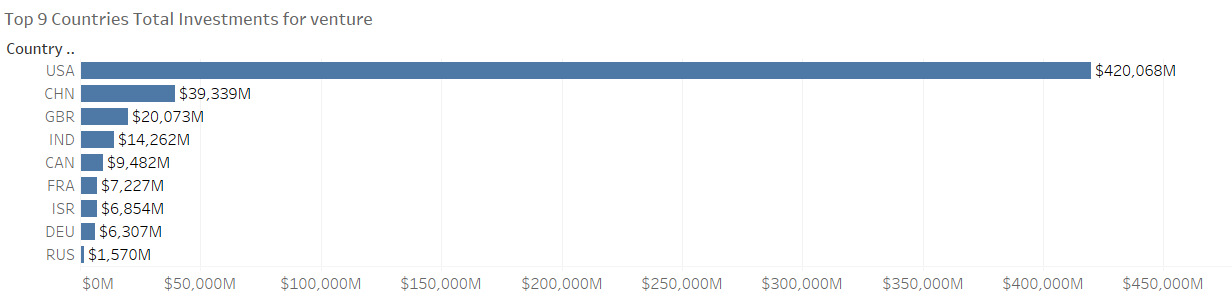 Top 9 Countries Total Investments for venture
Country ..
USA $420,068M
CHN $39,339M
GBR $20,073M
IND $14,262M
CAN $9,482M
FRA $7,227M
ISR $6,854M
DEU $6,307M
RUS $1,570M
$0M $50,000M $100,000M $150,000M $200,000M $250,000M $300,000M $350,000M $400,000M $450,000M